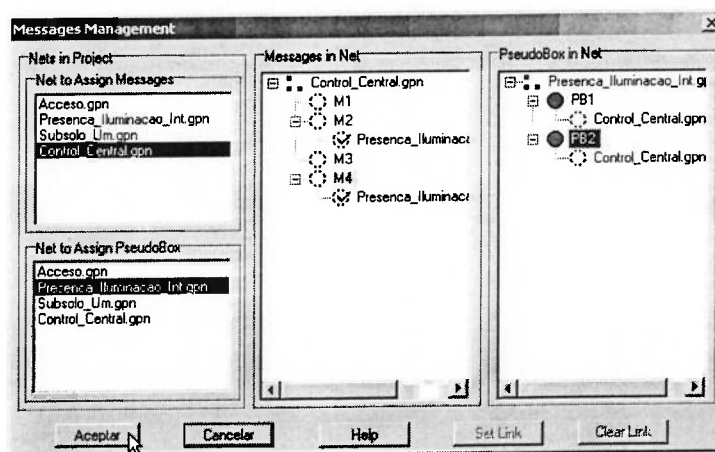 Messages Management
Nets in Project
Net to Assign Messages
Acceso.gpn
Presenca_Iluminacao_Int.gpn
Subsolo_Um.gpn
Control_Central.gpn
Net to Assign PseudoBox
Acceso.gpn
Presenca_Iluminacao_Int.gpn
Subsolo_Um.gpn
Control_Central.gpn
Messages in Net
Control_Central.gpn
M1
M2
Presenca_Iluminaca
M3
M4
Presenca_Iluminaca
PseudoBox in Net
Presenca_Iluminacao_Int.g
PB1
Control_Central.gpn
PB2
Control_Central.gpn
Aceptar
Cancelar
Help
Set Link
Clear Link